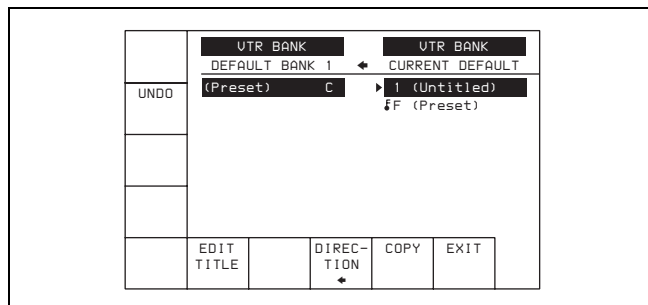 VTR BANK VTR BANK
DEFAULT BANK 1 ← CURRENT DEFAULT
UNDO (Preset) C ▶ 1 (Untitled)
F (Preset)
EDIT TITLE DIREC-TION ← COPY EXIT